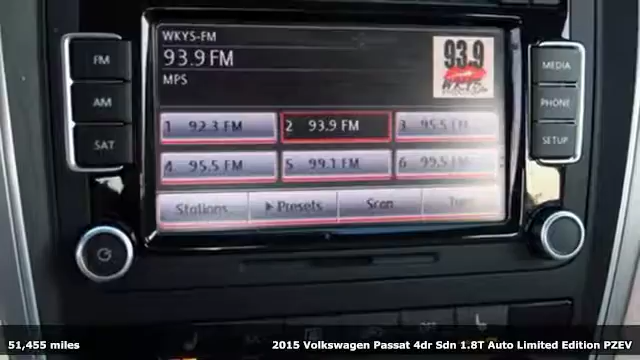 WKYS-FM
93.9 FM
MPS
93.9
WKYS
FM
AM
SAT
MEDIA
PHONE
SETUP
1 92.3 FM
2 93.9 FM
3 95.5 FM
4 95.5 FM
5 99.1 FM
6 99.5 FM
Stations
Presets
Scan
51,455 miles
2015 Volkswagen Passat 4dr Sdn 1.8T Auto Limited Edition PZEV